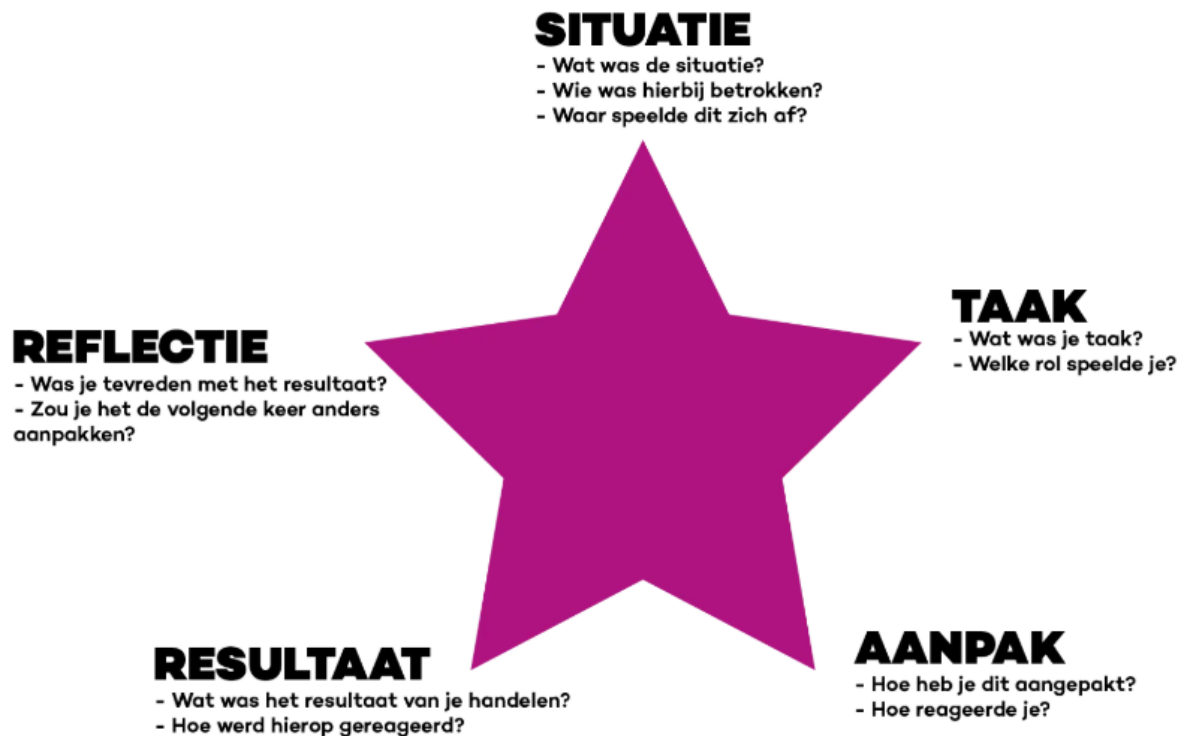 SITUATIE
- Wat was de situatie?
- Wie was hierbij betrokken?
- Waar speelde dit zich af?
TAAK
- Wat was je taak?
- Welke rol speelde je?
AANPAK
- Hoe heb je dit aangepakt?
- Hoe reageerde je?
RESULTAAT
- Wat was het resultaat van je handelen?
- Hoe werd hierop gereageerd?
REFLECTIE
- Was je tevreden met het resultaat?
- Zou je het de volgende keer anders
aanpakken?